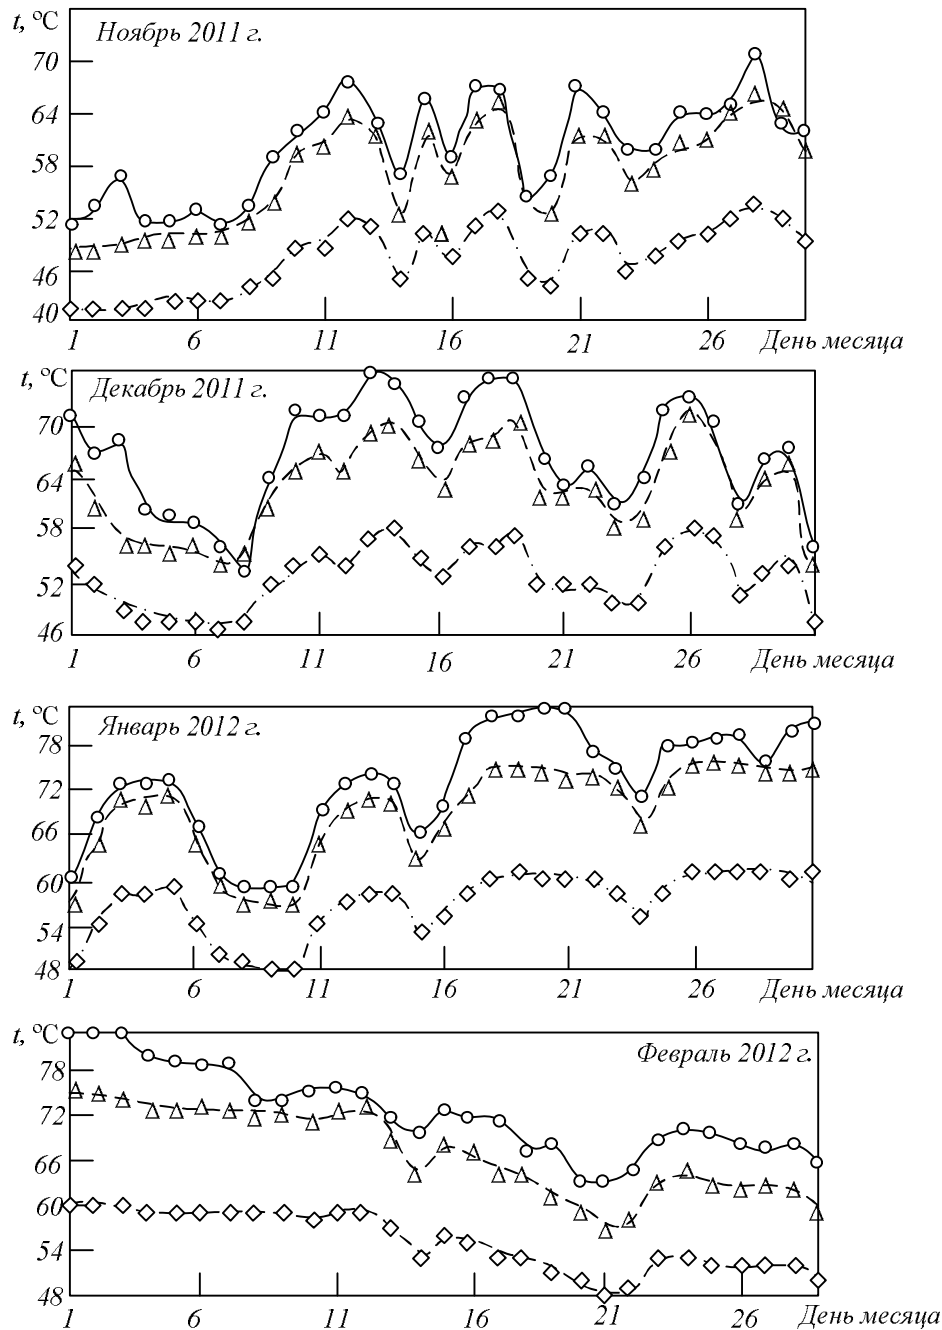 t, °C
Ноябрь 2011 г.
70
64
58
52
46
40
1 6 11 16 21 26 День месяца
t, °C
Декабрь 2011 г.
70
64
58
52
46
1 6 11 16 21 26 День месяца
t, °C
Январь 2012 г.
78
72
66
60
54
48
1 6 11 16 21 26 День месяца
t, °C
Февраль 2012 г.
78
72
66
60
54
48
1 6 11 16 21 26 День месяца